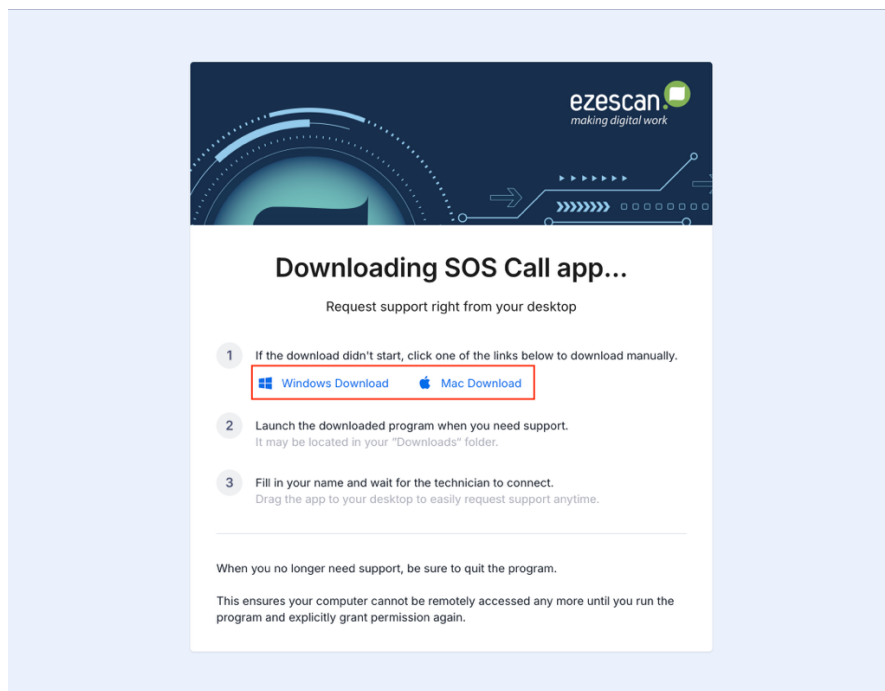 ezescan
making digital work
Downloading SOS Call app...
Request support right from your desktop
1
If the download didn't start, click one of the links below to download manually.
Windows Download
Mac Download
2
Launch the downloaded program when you need support.
It may be located in your "Downloads" folder.
3
Fill in your name and wait for the technician to connect.
Drag the app to your desktop to easily request support anytime.
When you no longer need support, be sure to quit the program.
This ensures your computer cannot be remotely accessed any more until you run the
program and explicitly grant permission again.